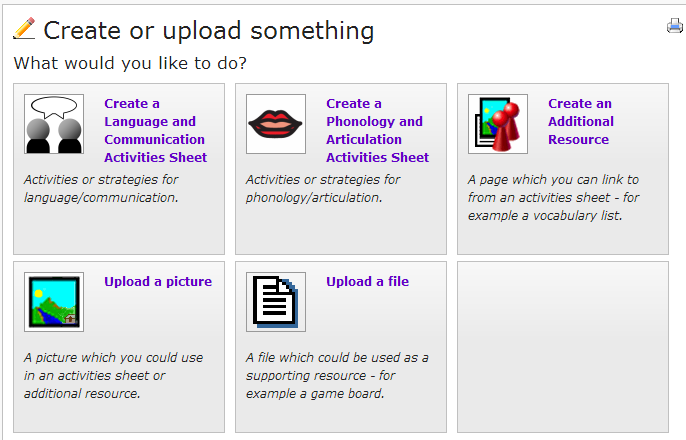 Create or upload something
What would you like to do?
Create a
Language and
Communication
Activities Sheet
Activities or strategies for
language/communication.
Create a
Phonology and
Articulation
Activities Sheet
Activities or strategies for
phonology/articulation.
Create an
Additional
Resource
A page which you can link to
from an activities sheet - for
example a vocabulary list.
Upload a picture
A picture which you could use
in an activities sheet or
additional resource.
Upload a file
A file which could be used as a
supporting resource - for
example a game board.